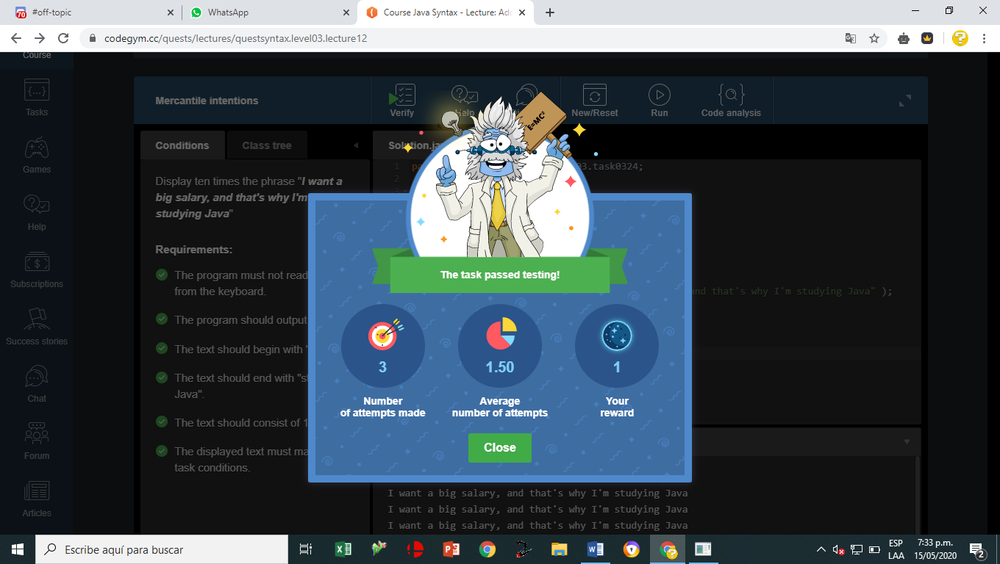 #off-topic
WhatsApp
Course Java Syntax - Lecture: Ad
codegym.cc/quests/lectures/questsyntax.level03.lecture12
Course
Tasks
Games
Help
Subscriptions
Success stories
Chat
Forum
Articles
Mercantile intentions
Verify
Help
New/Reset
Run
Code analysis
Conditions
Class tree
Solution.ja
Display ten times the phrase "I want a
big salary, and that's why I'm
studying Java"
Requirements:
The program must not read
from the keyboard.
The program should output
The text should begin with "
The text should end with "st
Java".
The text should consist of 1
The displayed text must ma
task conditions.
1 pa 03.task0324;
2
3
and that's why I'm studying Java" );
E=MC²
The task passed testing!
3
Number
of attempts made
1.50
Average
number of attempts
1
Your
reward
Close
I want a big salary, and that's why I'm studying Java
I want a big salary, and that's why I'm studying Java
I want a big salary, and that's why I'm studying Java
Escribe aquí para buscar
ESP
LAA
7:33 p.m.
15/05/2020
2